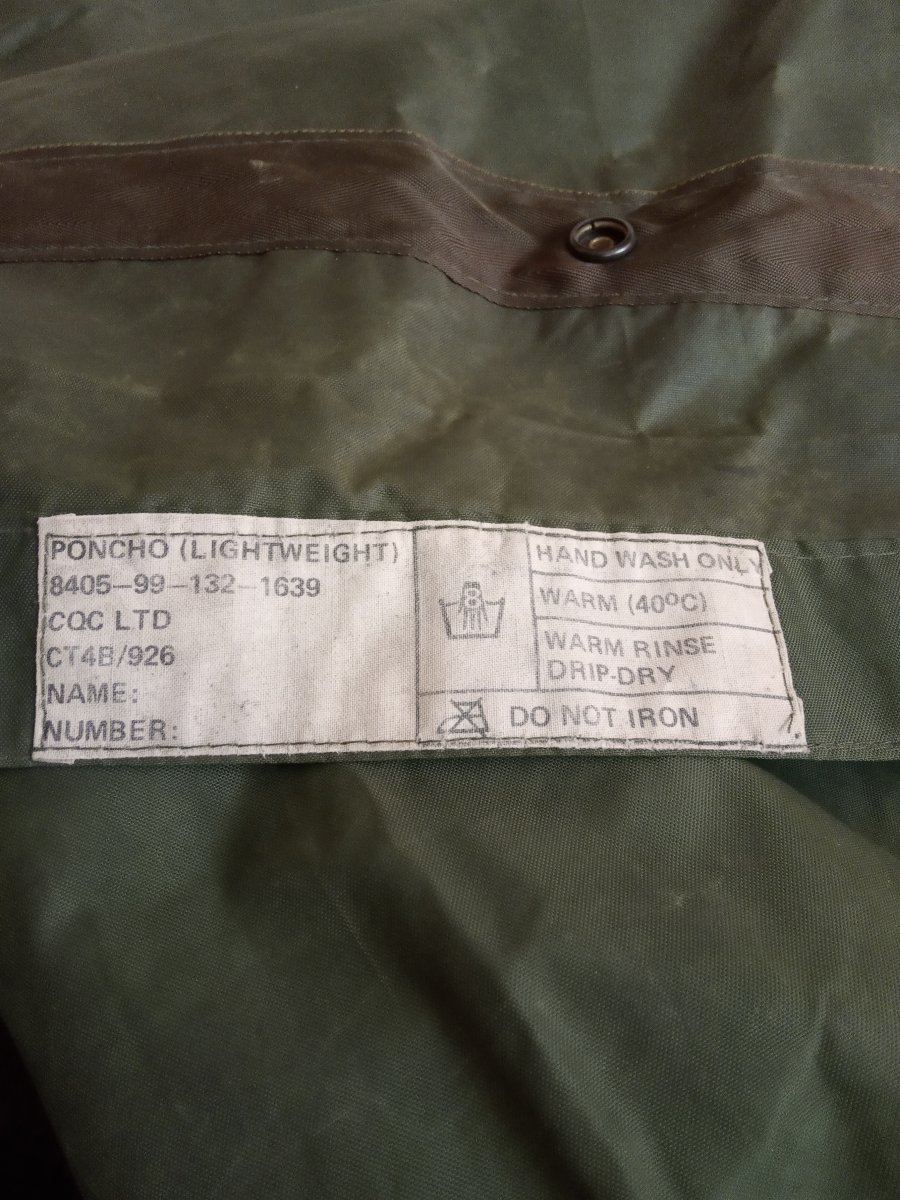 PONCHO (LIGHTWEIGHT)
8405-99-132-1639
CQC LTD
CT4B/926
NAME:
NUMBER:
HAND WASH ONLY
WARM (40ºC)
WARM RINSE
DRIP-DRY
DO NOT IRON